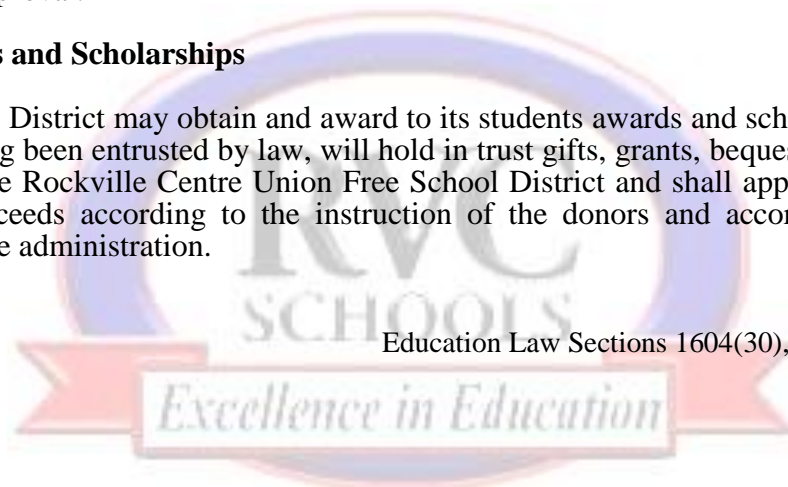 s and Scholarships
District may obtain and award to its students awards and sch
g been entrusted by law, will hold in trust gifts, grants, beques
e Rockville Centre Union Free School District and shall app
ceeds according to the instruction of the donors and accor
e administration.
RVC
SCHOOLS
Education Law Sections 1604(30),
Excellence in Education